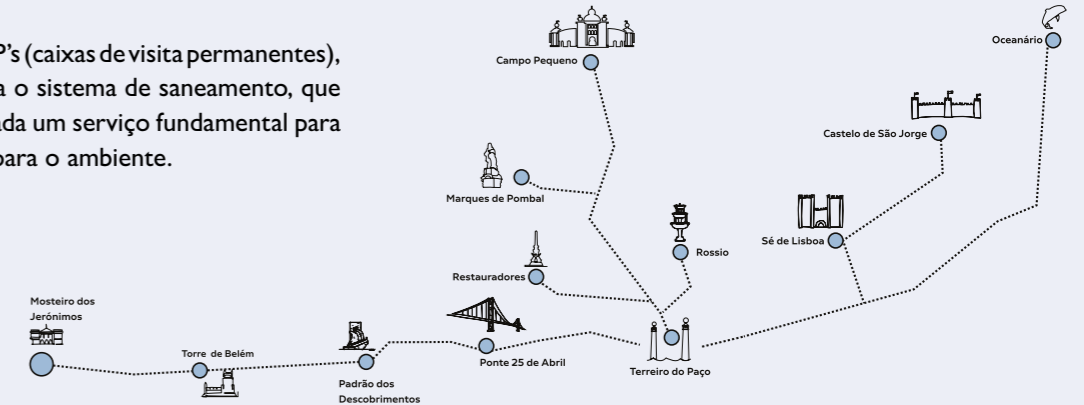 P's (caixas de visita permanentes),
a o sistema de saneamento, que
ada um serviço fundamental para
para o ambiente.
Oceanário
Campo Pequeno
Castelo de São Jorge
Marques de Pombal
Sé de Lisboa
Rossio
Restauradores
Mosteiro dos
Jerónimos
Torre de Belém
Ponte 25 de Abril
Terreiro do Paço
Padrão dos
Descobrimentos